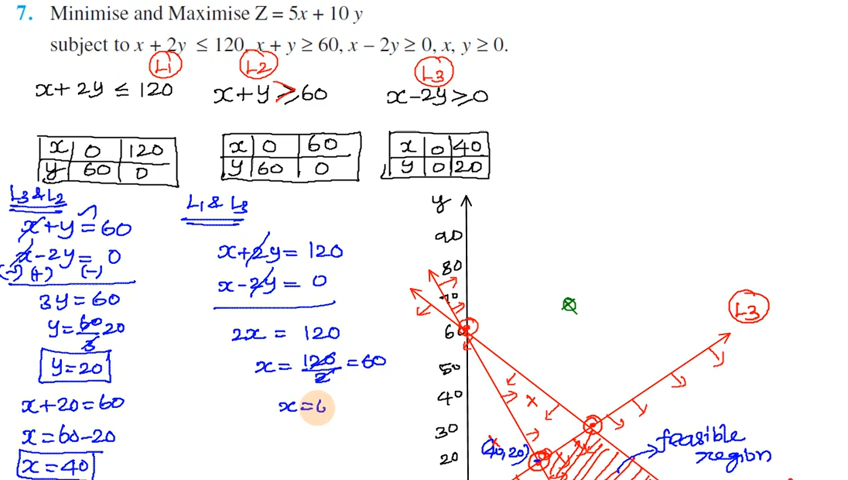 7. Minimise and Maximise Z = 5x + 10 y
subject to x + 2y ≤ 120, x + y ≥ 60, x – 2y ≥ 0, x, y ≥ 0.
L1 L2 L3
x+2y ≤ 120 x+y ≥ 60 x-2y ≥ 0
x 0 120
y 60 0
x 0 60
y 60 0
x 0 40
y 0 20
L3 & L2
x+y = 60
x-2y = 0
(-) (+) (-)
3y = 60
y = 60/3 20
y = 20
x+20 = 60
x = 60-20
x = 40
L1 & L3
x+2y = 120
x-2y = 0
2x = 120
x = 120/2 = 60
y
90
80
60
50
40
30
20
L3
(40,20)
feasible
region